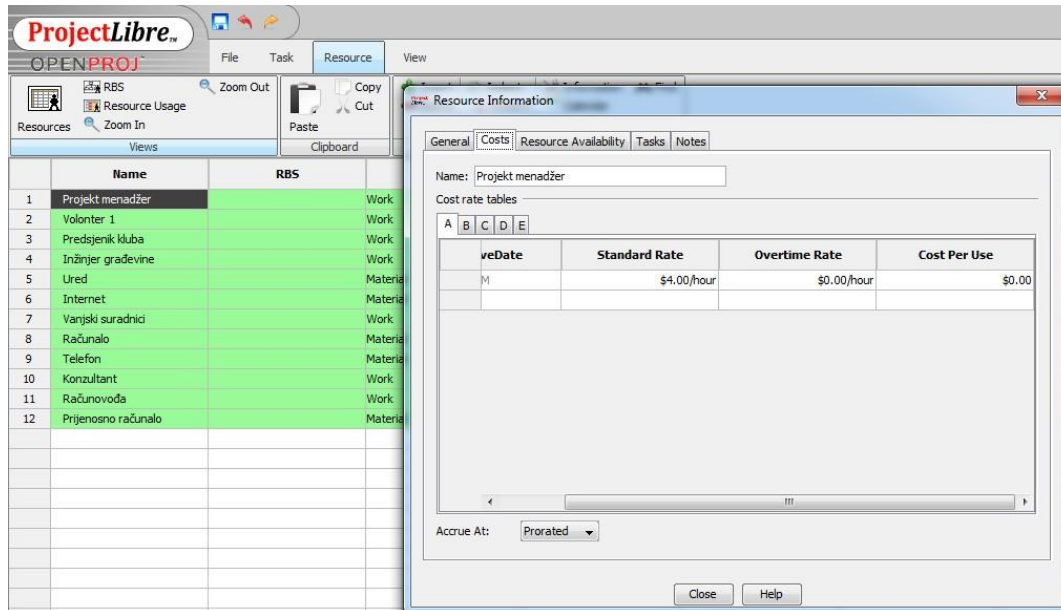 ProjectLibre™
OPENPROJ
File Task Resource View
RBS Zoom Out Copy
Resource Usage Cut
Resources Zoom In Paste
Views Clipboard
Name RBS
1 Projekt menadžer Work
2 Volonter 1 Work
3 Predsjenik kluba Work
4 Inžinjer građevine Work
5 Ured Materia
6 Internet Materia
7 Vanjski suradnici Work
8 Računalo Materia
9 Telefon Materia
10 Konzultant Work
11 Računovođa Work
12 Prijenosno računalo Materia
Resource Information
General Costs Resource Availability Tasks Notes
Name: Projekt menadžer
Cost rate tables
A B C D E
veDate Standard Rate Overtime Rate Cost Per Use
M $4.00/hour $0.00/hour $0.00
Accrue At: Prorated
Close Help